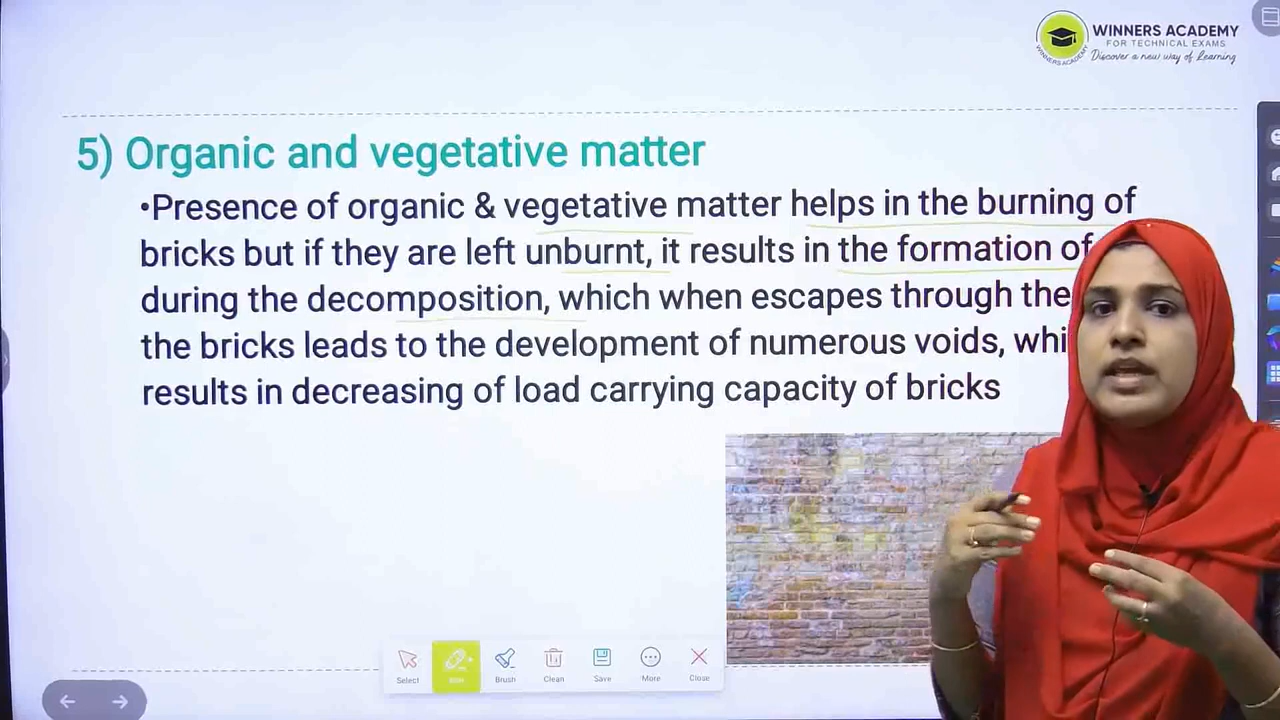 WINNERS ACADEMY
FOR TECHNICAL EXAMS
Discover a new way of Learning
WINNERS ACADEMY
5) Organic and vegetative matter
•Presence of organic & vegetative matter helps in the burning of
bricks but if they are left unburnt, it results in the formation of
during the decomposition, which when escapes through the
the bricks leads to the development of numerous voids, whi
results in decreasing of load carrying capacity of bricks
Select
Brush
Clean
Save
More
Close